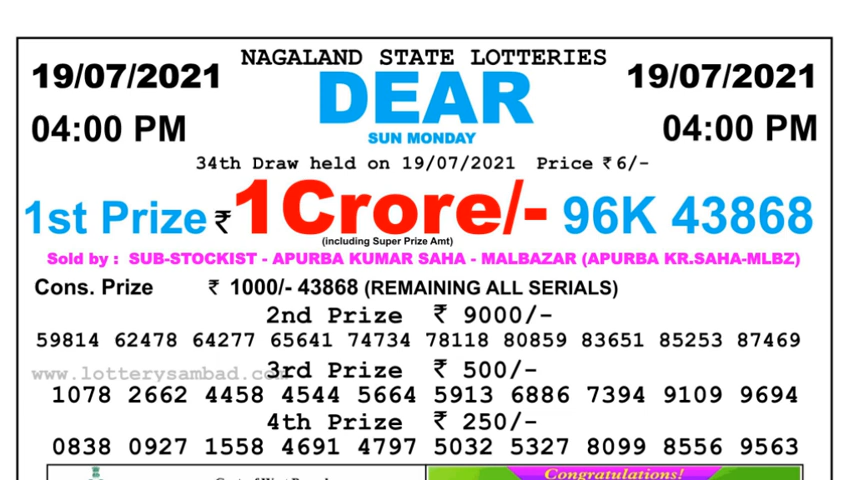 NAGALAND STATE LOTTERIES
19/07/2021 DEAR 19/07/2021
04:00 PM SUN MONDAY 04:00 PM
34th Draw held on 19/07/2021 Price ₹6/-
1st Prize ₹ 1Crore/- 96K 43868
(including Super Prize Amt)
Sold by : SUB-STOCKIST - APURBA KUMAR SAHA - MALBAZAR (APURBA KR.SAHA-MLBZ)
Cons. Prize ₹ 1000/- 43868 (REMAINING ALL SERIALS)
2nd Prize ₹ 9000/-
59814 62478 64277 65641 74734 78118 80859 83651 85253 87469
www.lotterysambad.com
3rd Prize ₹ 500/-
1078 2662 4458 4544 5664 5913 6886 7394 9109 9694
4th Prize ₹ 250/-
0838 0927 1558 4691 4797 5032 5327 8099 8556 9563
Congratulations!